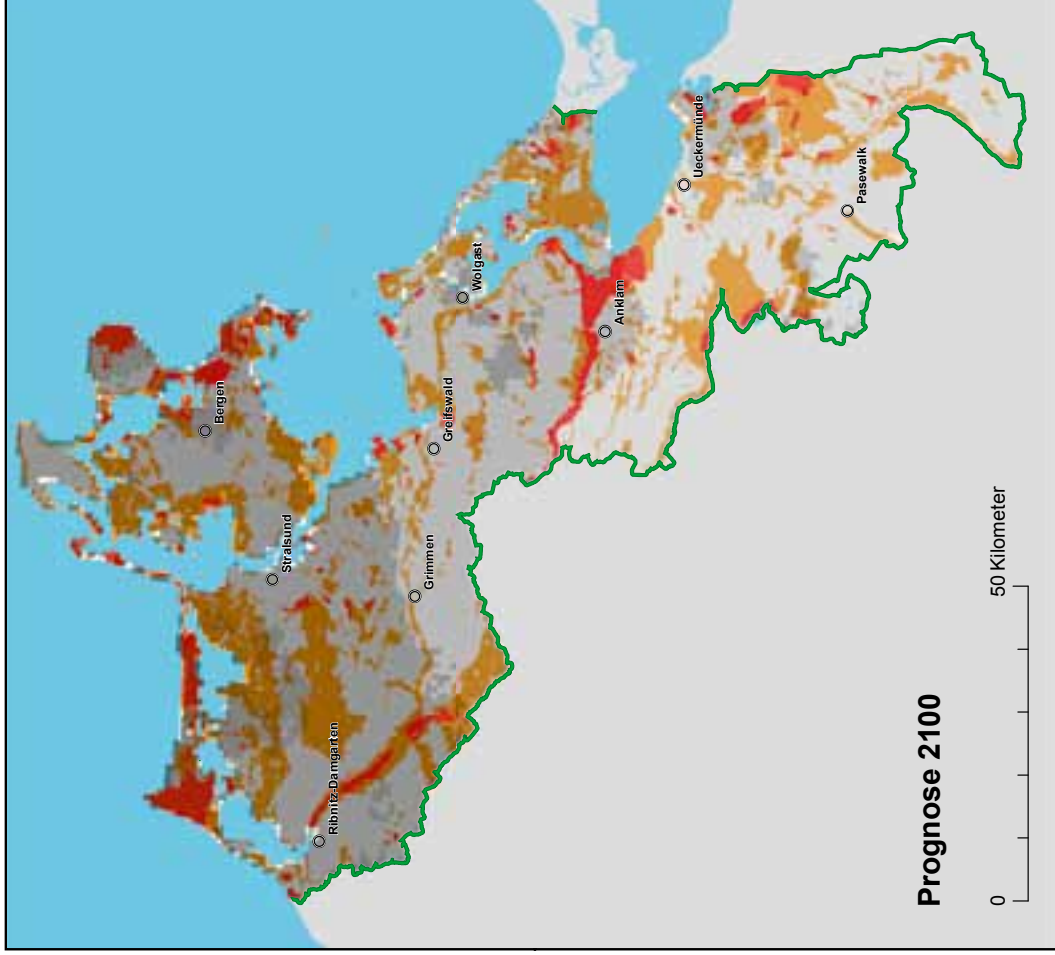 Bergen
Stralsund
Ribnitz-Damgarten
Grimmen
Greifswald
Wolgast
Anklam
Ueckermünde
Pasewalk
Prognose 2100
0 50 Kilometer